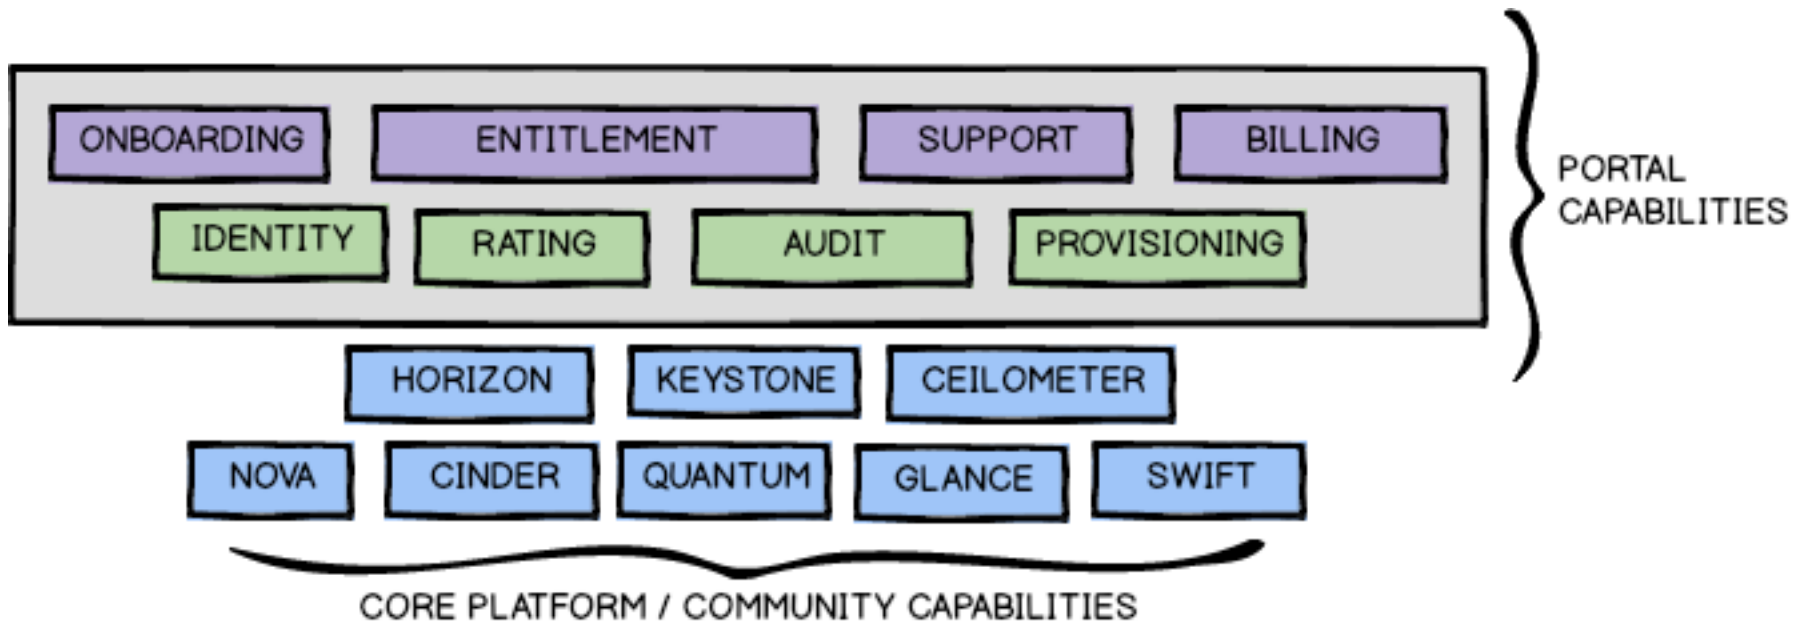 ONBOARDING
ENTITLEMENT
SUPPORT
BILLING
IDENTITY
RATING
AUDIT
PROVISIONING
PORTAL
CAPABILITIES
HORIZON
KEYSTONE
CEILOMETER
NOVA
CINDER
QUANTUM
GLANCE
SWIFT
CORE PLATFORM / COMMUNITY CAPABILITIES